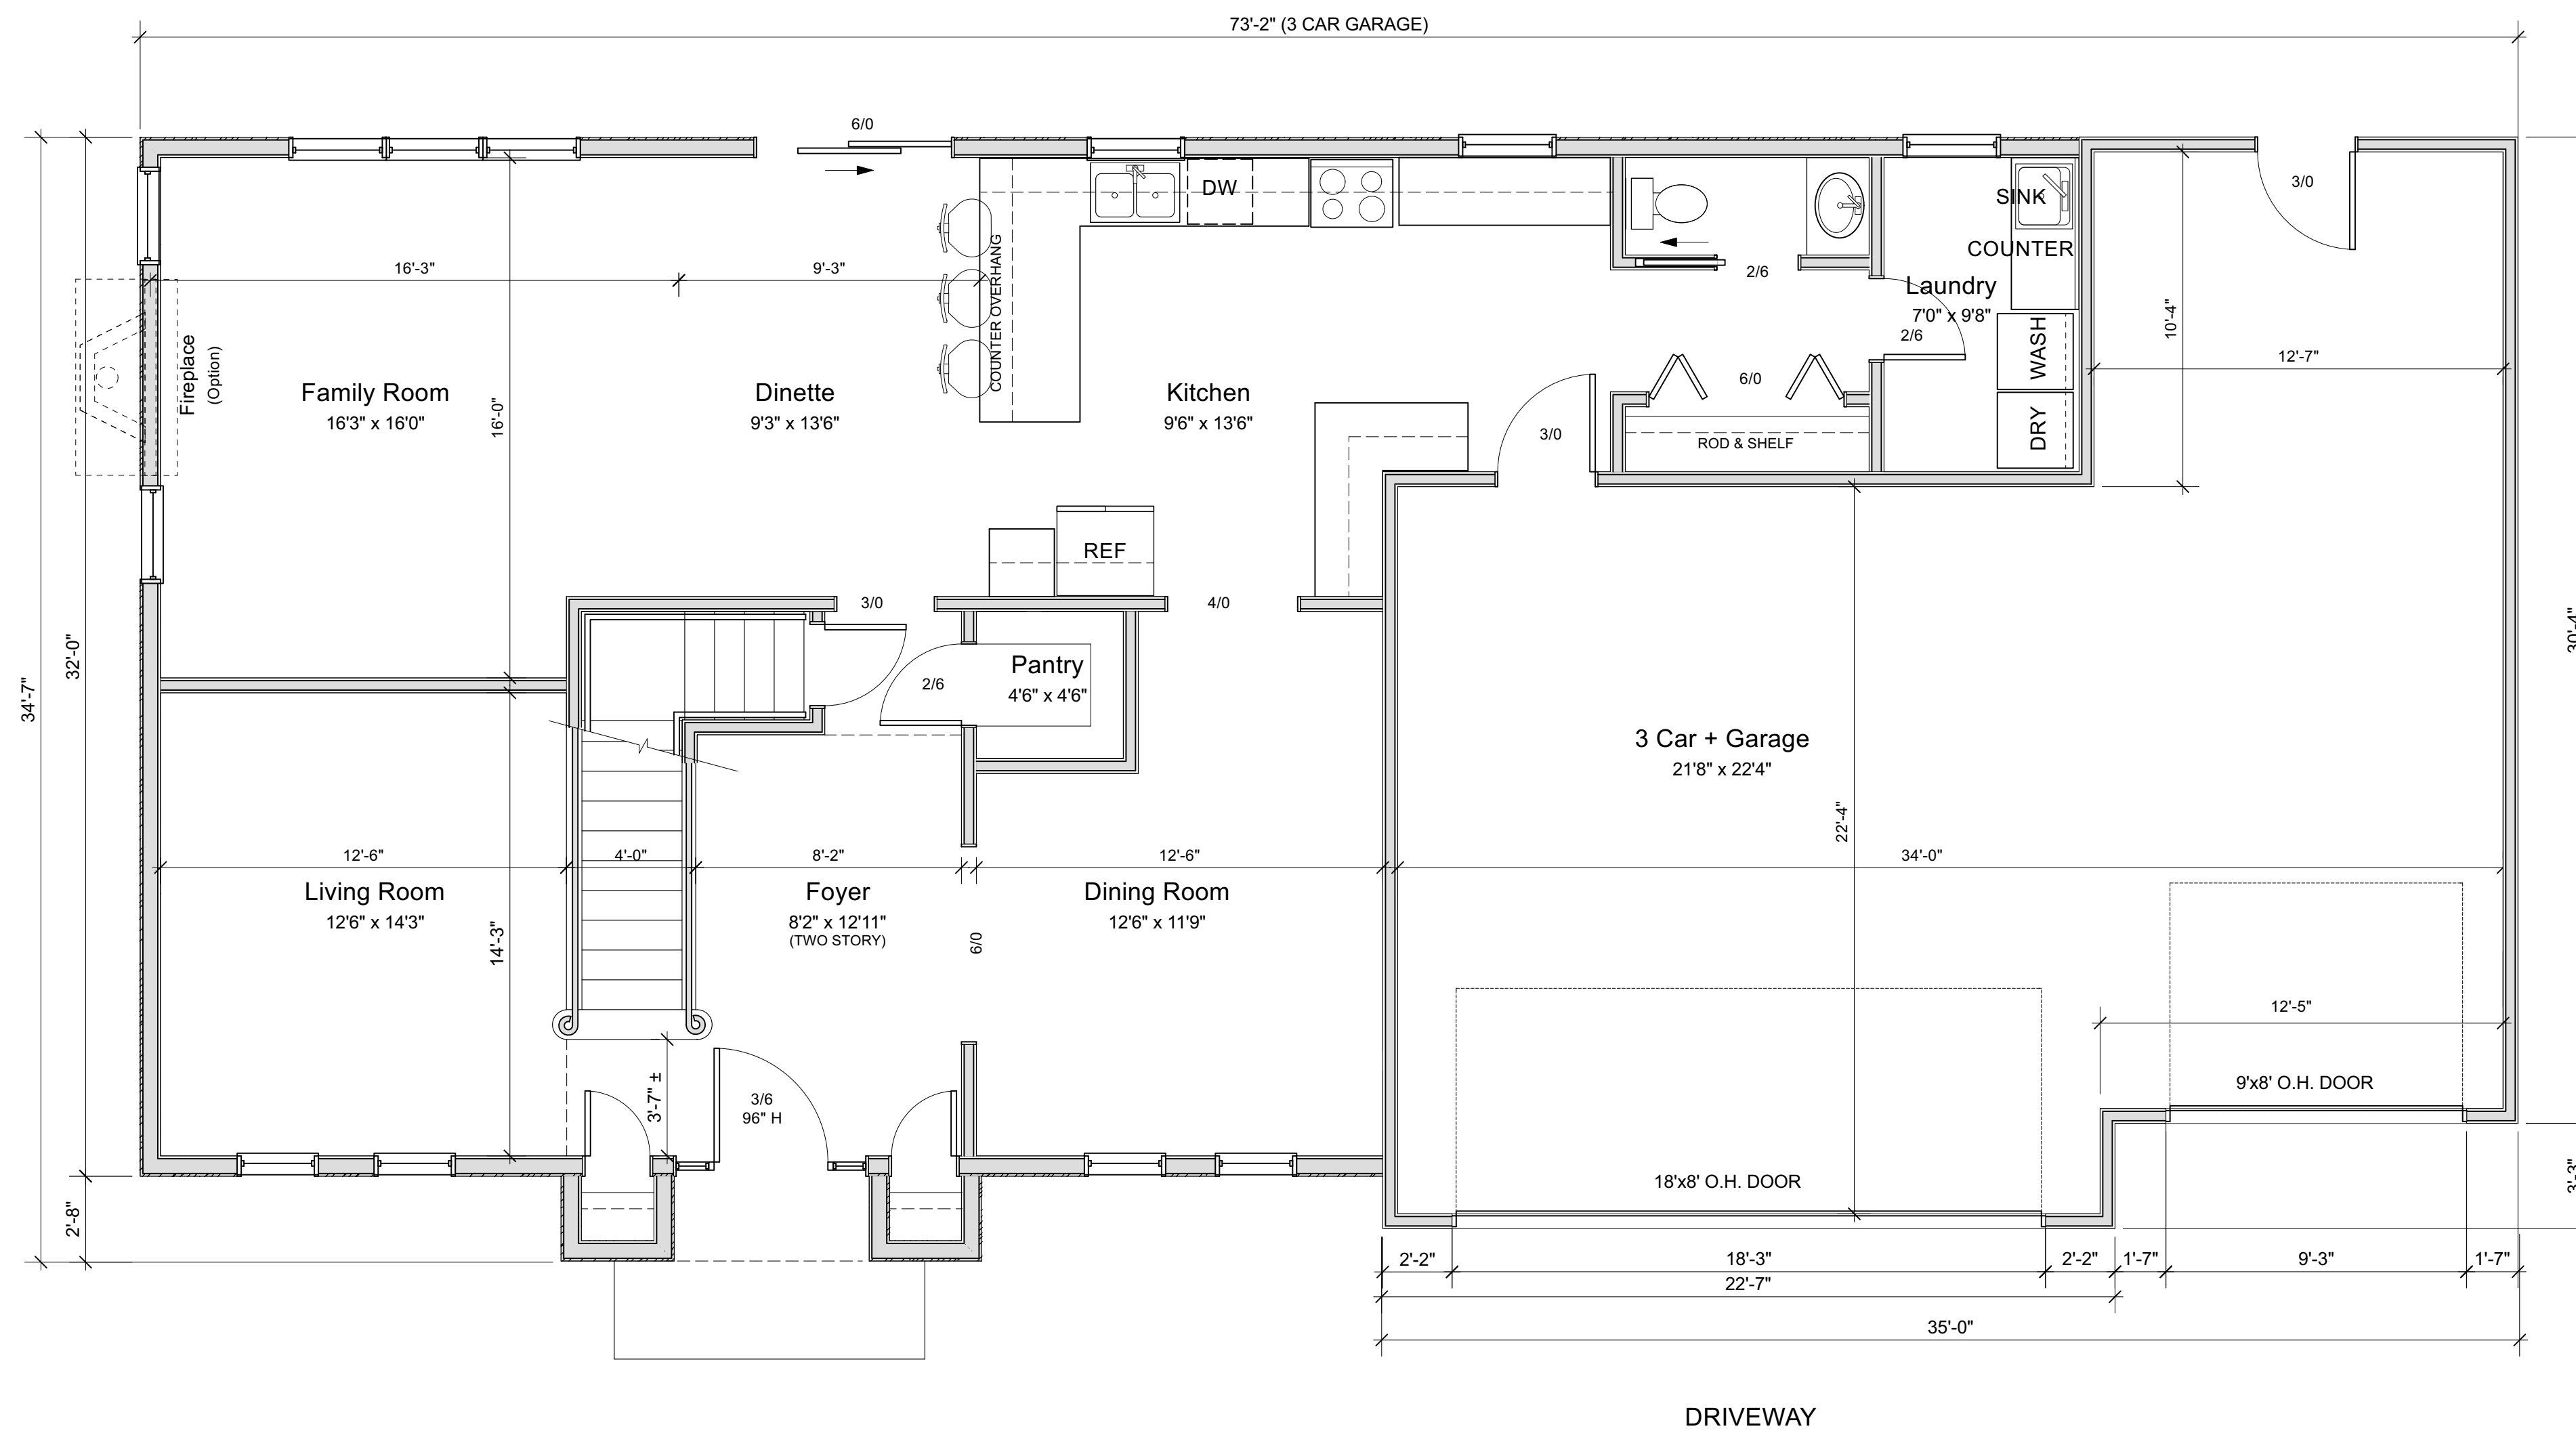 73'-2" (3 CAR GARAGE)
6/0
DW
SINK
COUNTER
3/0
16'-3"
9'-3"
COUNTER OVERHANG
2/6
Laundry
7'0" x 9'8"
2/6
WASH
DRY
10'-4"
12'-7"
Fireplace
(Option)
Family Room
16'3" x 16'0"
16'-0"
Dinette
9'3" x 13'6"
Kitchen
9'6" x 13'6"
6/0
3/0
ROD & SHELF
REF
3/0
4/0
34'-7"
32'-0"
30'-4"
Pantry
4'6" x 4'6"
2/6
3 Car + Garage
21'8" x 22'4"
22'-4"
12'-6"
4'-0"
8'-2"
12'-6"
34'-0"
Living Room
12'6" x 14'3"
14'-3"
Foyer
8'2" x 12'11"
(TWO STORY)
6/0
Dining Room
12'6" x 11'9"
12'-5"
3'-7" ±
3/6
96" H
9'x8' O.H. DOOR
18'x8' O.H. DOOR
2'-8"
3'-3"
2'-2"
18'-3"
2'-2"
1'-7"
9'-3"
1'-7"
22'-7"
35'-0"
DRIVEWAY